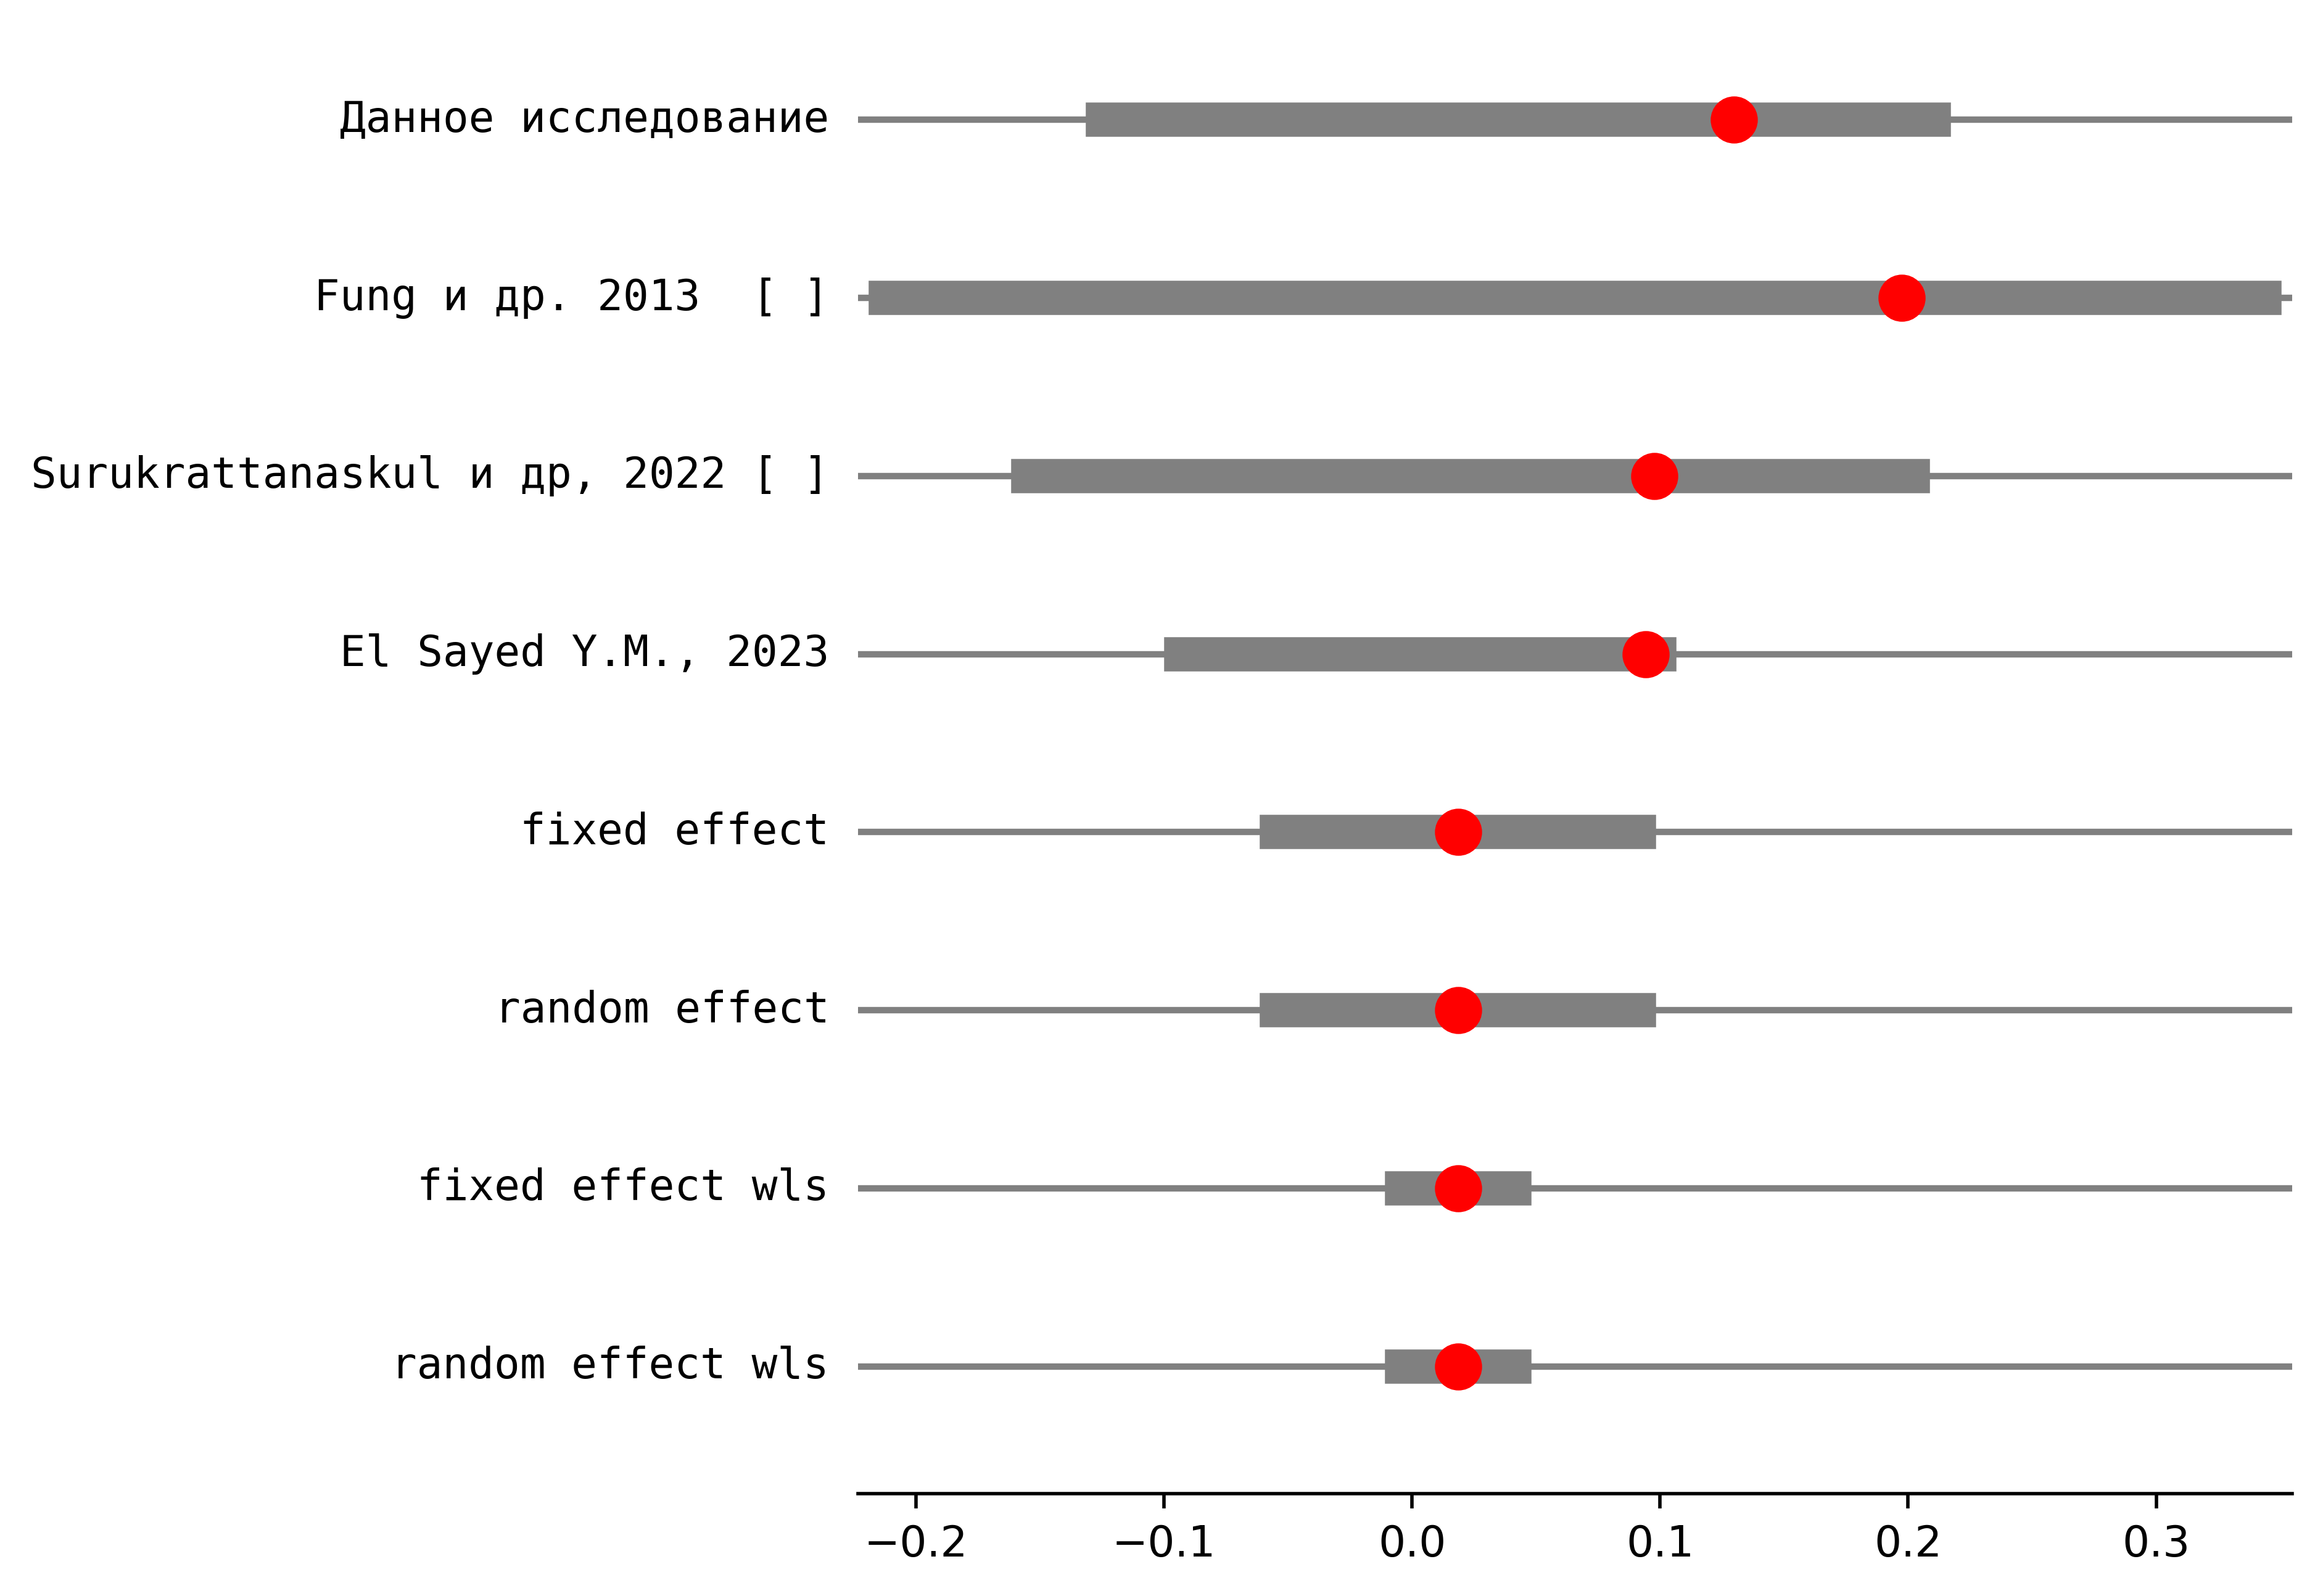 Данное исследование
Fung и др. 2013  [ ]
Surukrattanaskul и др, 2022 [ ]
El Sayed Y.M., 2023
fixed effect
random effect
fixed effect wls
random effect wls
−0.2 −0.1 0.0 0.1 0.2 0.3